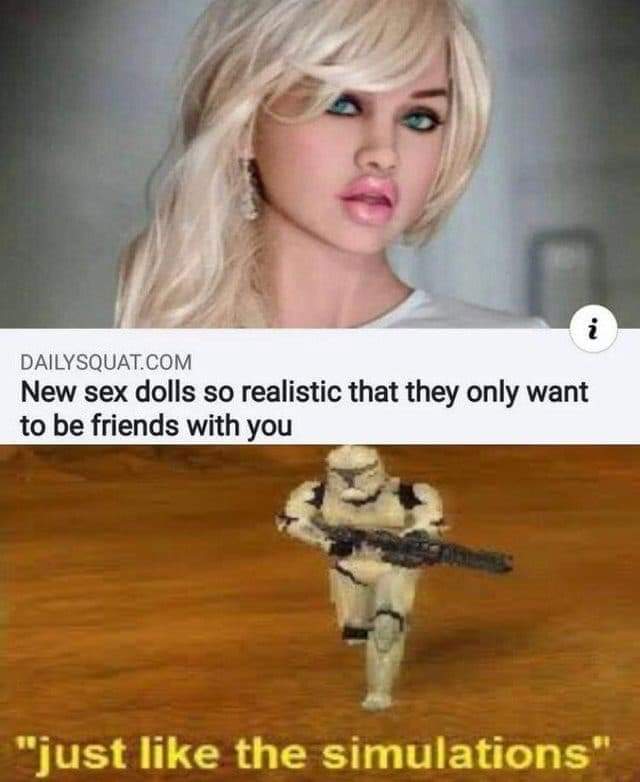 DAILYSQUAT.COM
New sex dolls so realistic that they only want
to be friends with you
"just like the simulations"